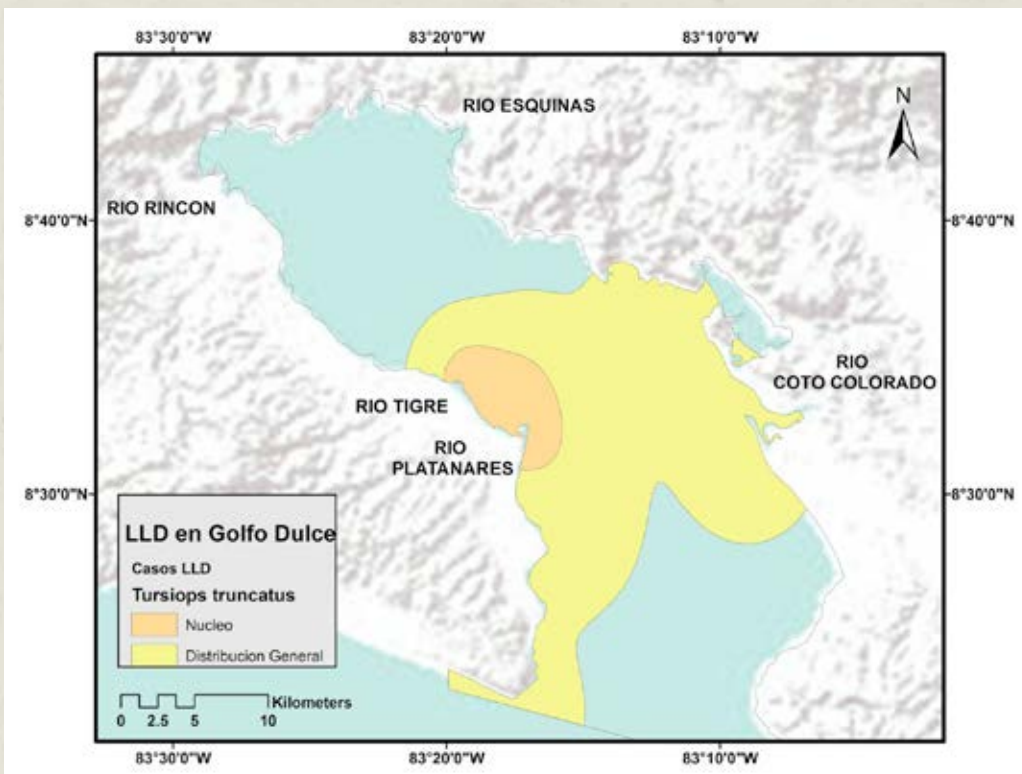 83°30'0"W 83°20'0"W 83°10'0"W
RIO ESQUINAS
N
RIO RINCON
8°40'0"N 8°40'0"N
RIO
COTO COLORADO
RIO TIGRE
RIO
PLATANARES
8°30'0"N 8°30'0"N
LLD en Golfo Dulce
Casos LLD
Tursiops truncatus
Nucleo
Distribucion General
Kilometers
0 2.5 5 10
83°30'0"W 83°20'0"W 83°10'0"W